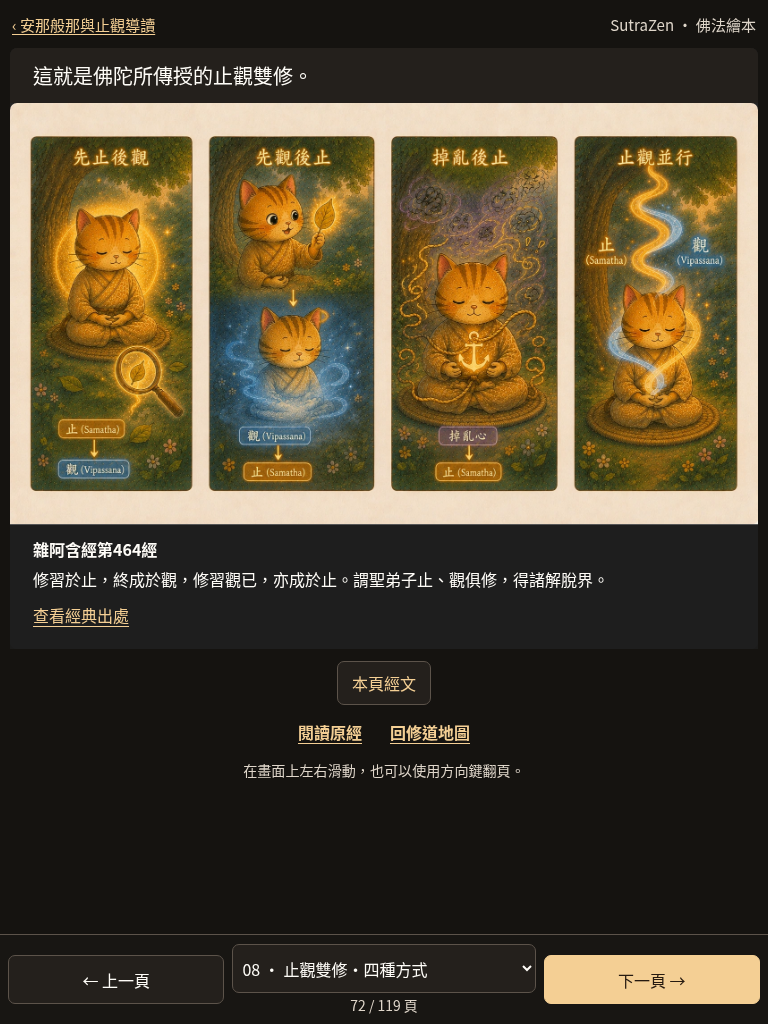 ‹ 安那般那與止觀導讀
SutraZen ・ 佛法繪本
這就是佛陀所傳授的止觀雙修。
先止後觀
止 (Samatha)
觀 (Vipassana)
先觀後止
觀 (Vipassana)
止 (Samatha)
掉亂後止
掉亂心
止 (Samatha)
止觀並行
止
(Samatha)
觀
(Vipassana)
雜阿含經第464經
修習於止，終成於觀，修習觀已，亦成於止。謂聖弟子止、觀俱修，得諸解脫界。
查看經典出處
本頁經文
閱讀原經
回修道地圖
在畫面上左右滑動，也可以使用方向鍵翻頁。
← 上一頁
08 ・ 止觀雙修・四種方式
72 / 119 頁
下一頁 →